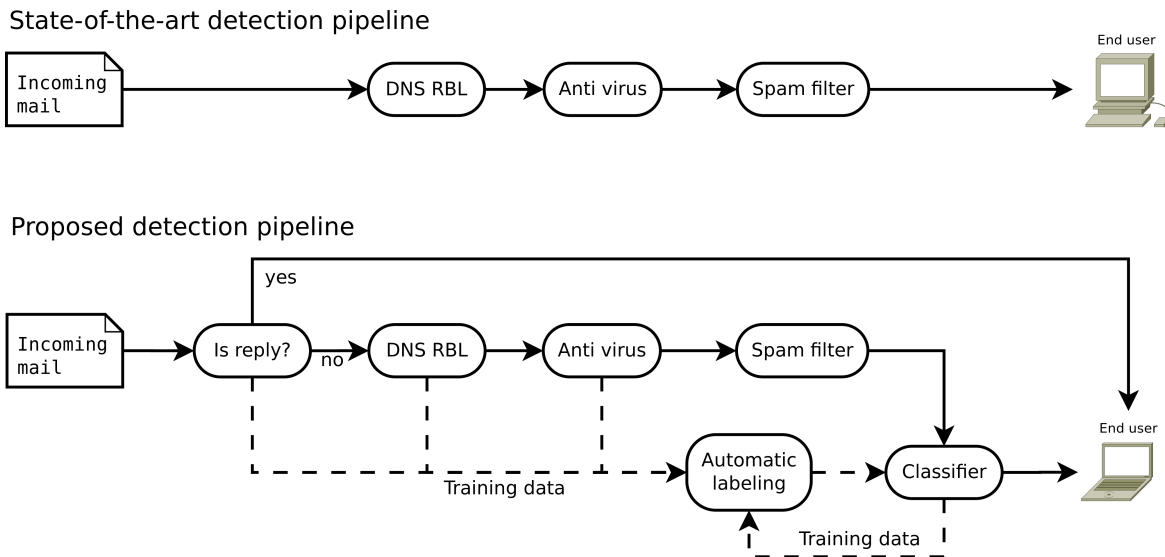 State-of-the-art detection pipeline
End user
Incoming
mail
DNS RBL
Anti virus
Spam filter
Proposed detection pipeline
yes
Incoming
mail
Is reply?
no
DNS RBL
Anti virus
Spam filter
End user
Automatic
labeling
Classifier
Training data
Training data